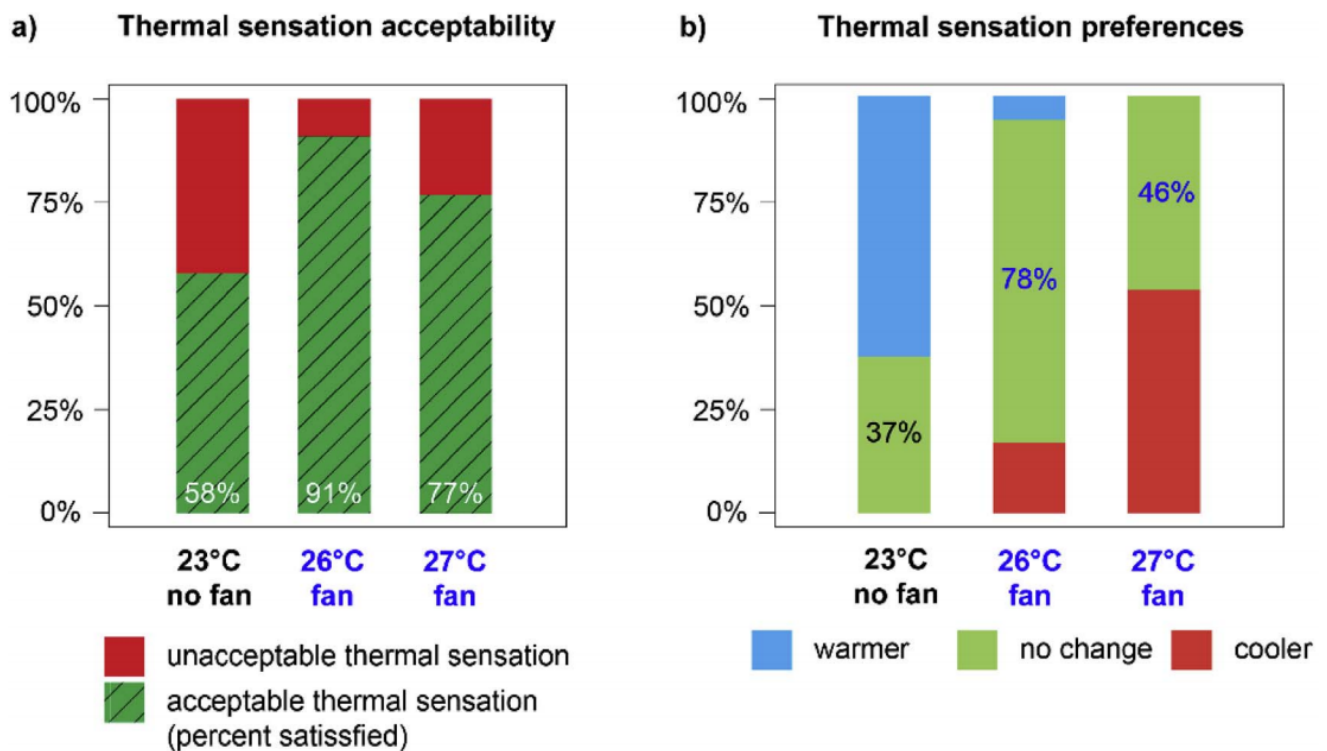 a) Thermal sensation acceptability
100%
75%
50%
25%
0%
58% 91% 77%
23°C 26°C 27°C
no fan fan fan
unacceptable thermal sensation
acceptable thermal sensation
(percent satissfied)
b) Thermal sensation preferences
100%
75%
50%
25%
0%
37%
78%
46%
23°C 26°C 27°C
no fan fan fan
warmer no change cooler